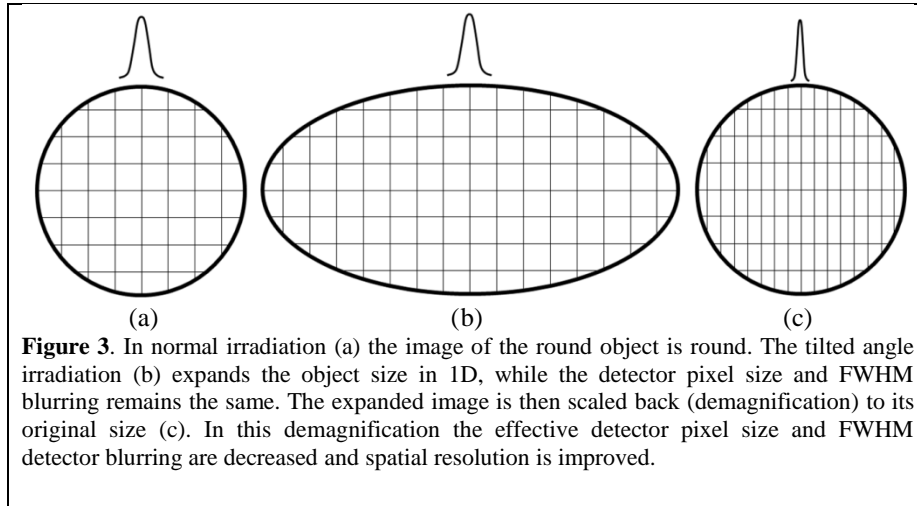 (a) (b) (c)
Figure 3. In normal irradiation (a) the image of the round object is round. The tilted angle
irradiation (b) expands the object size in 1D, while the detector pixel size and FWHM
blurring remains the same. The expanded image is then scaled back (demagnification) to its
original size (c). In this demagnification the effective detector pixel size and FWHM
detector blurring are decreased and spatial resolution is improved.